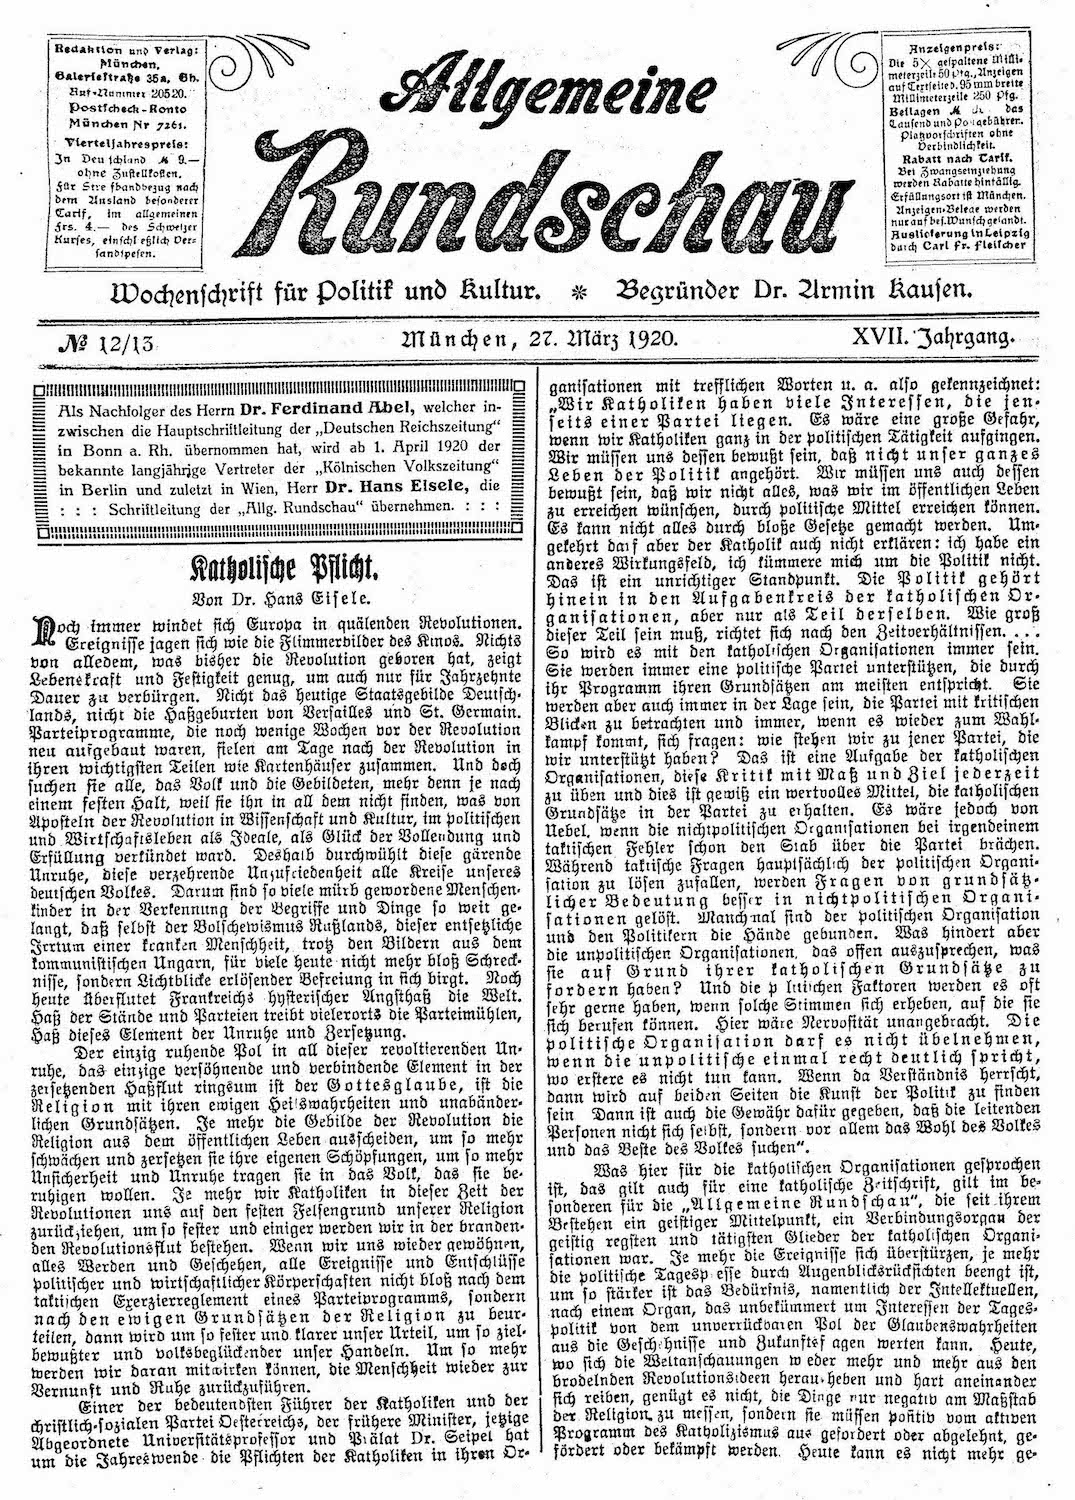 Redaktion und Verlag:
München,
Galeriestraße 35a, Gh.
Ruf-Nummer 20520.
Postscheck-Konto
München Nr 7261.
Vierteljahrespreis:
In Deutschland M 9.—
ohne Zustellkosten.
Für Streifbandbezug nach
dem Ausland besonderer
Tarif, im allgemeinen
Frs. 4.— des Schweizer
Kurses, einschließlich Ver-
sandspesen.
Allgemeine
Rundschau
Anzeigenpreis:
Die 5× gespaltene Milli-
meterzeile 50 Pfg., Anzeigen
auf Textseite d. 95 mm breite
Millimeterzeile 250 Pfg.
Beilagen das
Tausend und Postgebühren.
Platzvorschriften ohne
Verbindlichkeit.
Rabatt nach Tarif.
Bei Zwangseinziehung
werden Rabatte hinfällig.
Erfüllungsort ist München.
Anzeigen-Belege werden
nur auf bes. Wunsch gesandt.
Auslieferung in Leipzig
durch Carl Fr. Fleischer
Wochenschrift für Politik und Kultur. ✻ Begründer Dr. Armin Kausen.
№ 12/13 München, 27. März 1920. XVII. Jahrgang.
Als Nachfolger des Herrn Dr. Ferdinand Abel, welcher in-
zwischen die Hauptschriftleitung der „Deutschen Reichszeitung“
in Bonn a. Rh. übernommen hat, wird ab 1. April 1920 der
bekannte langjährige Vertreter der „Kölnischen Volkszeitung“
in Berlin und zuletzt in Wien, Herr Dr. Hans Eisele, die
: : : Schriftleitung der „Allg. Rundschau“ übernehmen. : : :
Katholische Pflicht.
Von Dr. Hans Eisele.
Noch immer windet sich Europa in quälenden Revolutionen.
Ereignisse jagen sich wie die Flimmerbilder des Kinos. Nichts
von alledem, was bisher die Revolution geboren hat, zeigt
Lebenskraft und Festigkeit genug, um auch nur für Jahrzehnte
Dauer zu verbürgen. Nicht das heutige Staatsgebilde Deutsch-
lands, nicht die Haßgeburten von Versailles und St. Germain.
Parteiprogramme, die noch wenige Wochen vor der Revolution
neu aufgebaut waren, fielen am Tage nach der Revolution in
ihren wichtigsten Teilen wie Kartenhäuser zusammen. Und doch
suchen sie alle, das Volk und die Gebildeten, mehr denn je nach
einem festen Halt, weil sie ihn in all dem nicht finden, was von
Aposteln der Revolution in Wissenschaft und Kultur, im politischen
und Wirtschaftsleben als Ideale, als Glück der Vollendung und
Erfüllung verkündet ward. Deshalb durchwühlt diese gärende
Unruhe, diese verzehrende Unzufriedenheit alle Kreise unseres
deutschen Volkes. Darum sind so viele mürb gewordene Menschen-
kinder in der Verkennung der Begriffe und Dinge so weit ge-
langt, daß selbst der Bolschewismus Rußlands, dieser entsetzliche
Irrtum einer kranken Menschheit, trotz den Bildern aus dem
kommunistischen Ungarn, für viele heute nicht mehr bloß Schreck-
nisse, sondern Lichtblicke erlösender Befreiung in sich birgt. Noch
heute überflutet Frankreichs hysterischer Angsthaß die Welt.
Haß der Stände und Parteien treibt vielerorts die Parteimühlen,
Haß dieses Element der Unruhe und Zersetzung.
Der einzig ruhende Pol in all dieser revoltierenden Un-
ruhe, das einzige versöhnende und verbindende Element in der
zersetzenden Haßflut ringsum ist der Gottesglaube, ist die
Religion mit ihren ewigen Heilswahrheiten und unabänder-
lichen Grundsätzen. Je mehr die Gebilde der Revolution die
Religion aus dem öffentlichen Leben ausscheiden, um so mehr
schwächen und zersetzen sie ihre eigenen Schöpfungen, um so mehr
Unsicherheit und Unruhe tragen sie in das Volk, das sie be-
ruhigen wollen. Je mehr wir Katholiken in dieser Zeit der
Revolutionen uns auf den festen Felsengrund unserer Religion
zurückziehen, um so fester und einiger werden wir in der branden-
den Revolutionsflut bestehen. Wenn wir uns wieder gewöhnen,
alles Werden und Geschehen, alle Ereignisse und Entschlüsse
politischer und wirtschaftlicher Körperschaften nicht bloß nach dem
taktischen Exerzierreglement eines Parteiprogramms, sondern
nach den ewigen Grundsätzen der Religion zu beur-
teilen, dann wird um so fester und klarer unser Urteil, um so ziel-
bewußter und volksbeglückender unser Handeln. Um so mehr
werden wir daran mitwirken können, die Menschheit wieder zur
Vernunft und Ruhe zurückzuführen.
Einer der bedeutendsten Führer der Katholiken und der
christlich-sozialen Partei Oesterreichs, der frühere Minister, jetzige
Abgeordnete Universitätsprofessor und Prälat Dr. Seipel hat
um die Jahreswende die Pflichten der Katholiken in ihren Or-
ganisationen mit trefflichen Worten u. a. also gekennzeichnet:
„Wir Katholiken haben viele Interessen, die jen-
seits einer Partei liegen. Es wäre eine große Gefahr,
wenn wir Katholiken ganz in der politischen Tätigkeit aufgingen.
Wir müssen uns dessen bewußt sein, daß nicht unser ganzes
Leben der Politik angehört. Wir müssen uns auch dessen
bewußt sein, daß wir nicht alles, was wir im öffentlichen Leben
zu erreichen wünschen, durch politische Mittel erreichen können.
Es kann nicht alles durch bloße Gesetze gemacht werden. Um-
gekehrt darf aber der Katholik auch nicht erklären: ich habe ein
anderes Wirkungsfeld, ich kümmere mich um die Politik nicht.
Das ist ein unrichtiger Standpunkt. Die Politik gehört
hinein in den Aufgabenkreis der katholischen Or-
ganisationen, aber nur als Teil derselben. Wie groß
dieser Teil sein muß, richtet sich nach den Zeitverhältnissen. . . .
So wird es mit den katholischen Organisationen immer sein.
Sie werden immer eine politische Partei unterstützen, die durch
ihr Programm ihren Grundsätzen am meisten entspricht. Sie
werden aber auch immer in der Lage sein, die Partei mit kritischen
Blicken zu betrachten und immer, wenn es wieder zum Wahl-
kampf kommt, sich fragen: wie stehen wir zu jener Partei, die
wir unterstützt haben? Das ist eine Aufgabe der katholischen
Organisationen, diese Kritik mit Maß und Ziel jederzeit
zu üben und dies ist gewiß ein wertvolles Mittel, die katholischen
Grundsätze in der Partei zu erhalten. Es wäre jedoch von
Uebel, wenn die nichtpolitischen Organisationen bei irgendeinem
taktischen Fehler schon den Stab über die Partei brächen.
Während taktische Fragen hauptsächlich der politischen Organi-
sation zu lösen zufallen, werden Fragen von grundsätz-
licher Bedeutung besser in nichtpolitischen Organi-
sationen gelöst. Manchmal sind der politischen Organisation
und den Politikern die Hände gebunden. Was hindert aber
die unpolitischen Organisationen, das offen auszusprechen, was
sie auf Grund ihrer katholischen Grundsätze zu
fordern haben? Und die politischen Faktoren werden es oft
sehr gerne haben, wenn solche Stimmen sich erheben, auf die sie
sich berufen können. Hier wäre Nervosität unangebracht. Die
politische Organisation darf es nicht übelnehmen,
wenn die unpolitische einmal recht deutlich spricht,
wo erstere es nicht tun kann. Wenn da Verständnis herrscht,
dann wird auf beiden Seiten die Kunst der Politik zu finden
sein. Dann ist auch die Gewähr dafür gegeben, daß die leitenden
Personen nicht sich selbst, sondern vor allem das Wohl des Volkes
und das Beste des Volkes suchen“.
Was hier für die katholischen Organisationen gesprochen
ist, das gilt auch für eine katholische Zeitschrift, gilt im be-
sonderen für die „Allgemeine Rundschau“, die seit ihrem
Bestehen ein geistiger Mittelpunkt, ein Verbindungsorgan der
geistig regsten und tätigsten Glieder der katholischen Organi-
sationen war. Je mehr die Ereignisse sich überstürzen, je mehr
die politische Tagespresse durch Augenblicksrücksichten beengt ist,
um so stärker ist das Bedürfnis, namentlich der Intellektuellen,
nach einem Organ, das unbekümmert um Interessen der Tages-
politik von dem unverrückbaren Pol der Glaubenswahrheiten
aus die Geschehnisse und Zukunftsfragen werten kann. Heute,
wo sich die Weltanschauungen wieder mehr und mehr aus den
brodelnden Revolutionsideen herausheben und hart aneinander
sich reiben, genügt es nicht, die Dinge nur negativ am Maßstab
der Religion zu messen, sondern sie müssen positiv vom aktiven
Programm des Katholizismus aus gefordert oder abgelehnt, ge-
fördert oder bekämpft werden. Heute kann es nicht mehr ge-